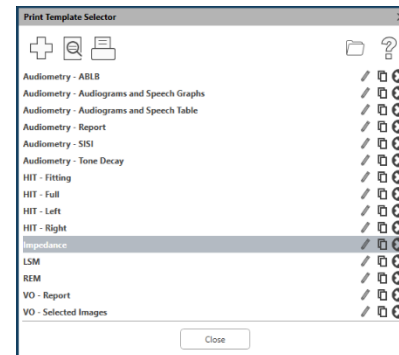 Print Template Selector
Audiometry - ABLB
Audiometry - Audiograms and Speech Graphs
Audiometry - Audiograms and Speech Table
Audiometry - Report
Audiometry - SISI
Audiometry - Tone Decay
HIT - Fitting
HIT - Full
HIT - Left
HIT - Right
Impedance
LSM
REM
VO - Report
VO - Selected Images
Close